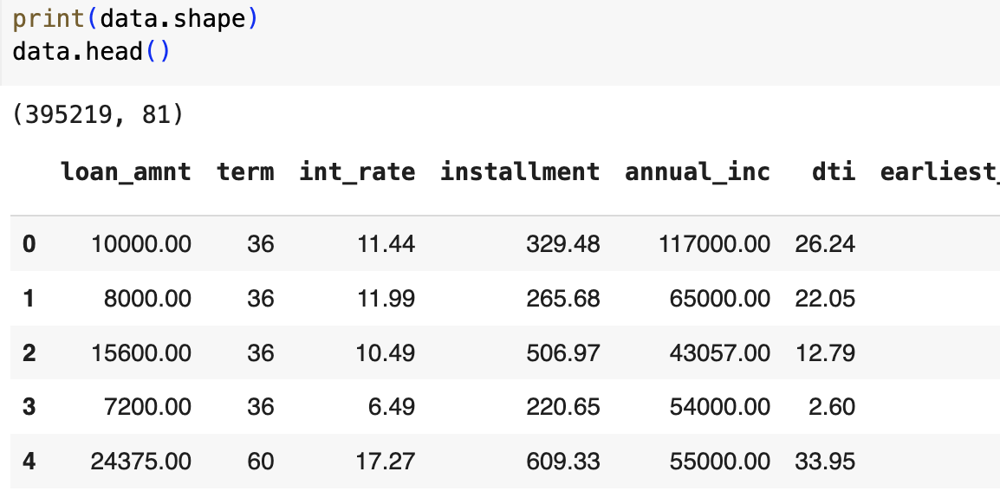 print(data.shape)
data.head()
(395219, 81)
loan_amnt term int_rate installment annual_inc dti earliest_
0 10000.00 36 11.44 329.48 117000.00 26.24
1 8000.00 36 11.99 265.68 65000.00 22.05
2 15600.00 36 10.49 506.97 43057.00 12.79
3 7200.00 36 6.49 220.65 54000.00 2.60
4 24375.00 60 17.27 609.33 55000.00 33.95